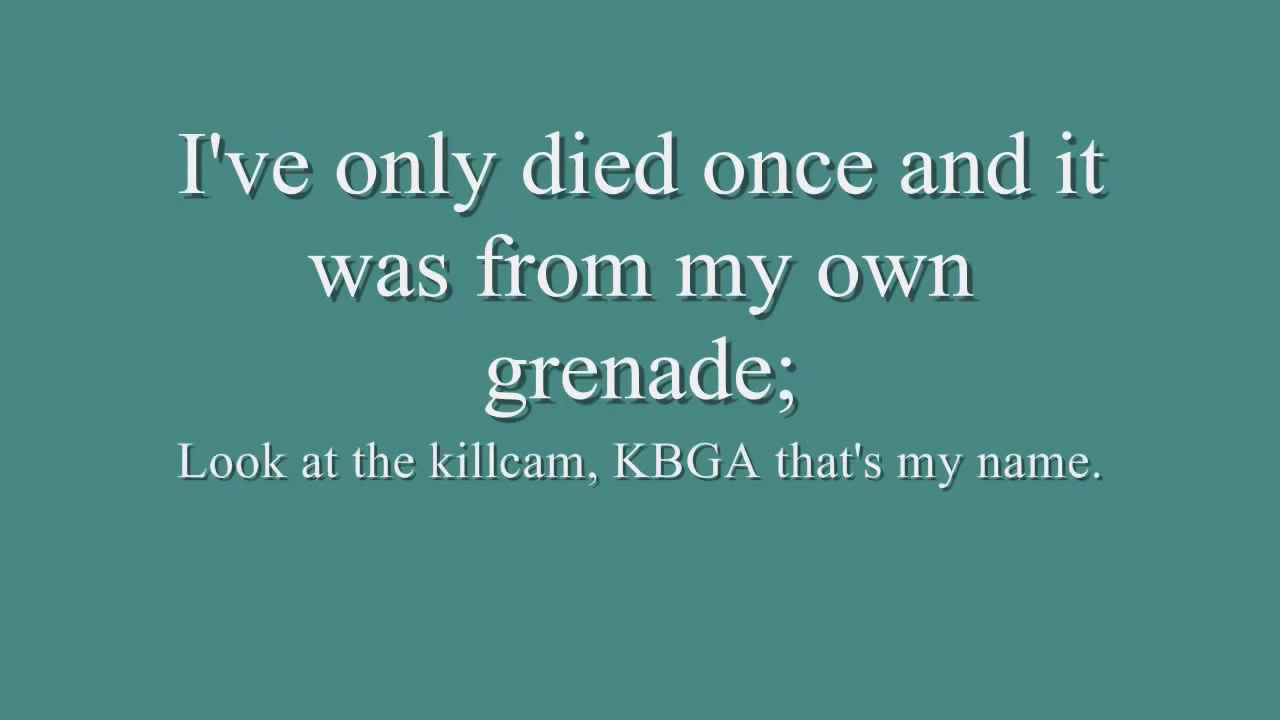 I've only died once and it
was from my own
grenade;
Look at the killcam, KBGA that's my name.